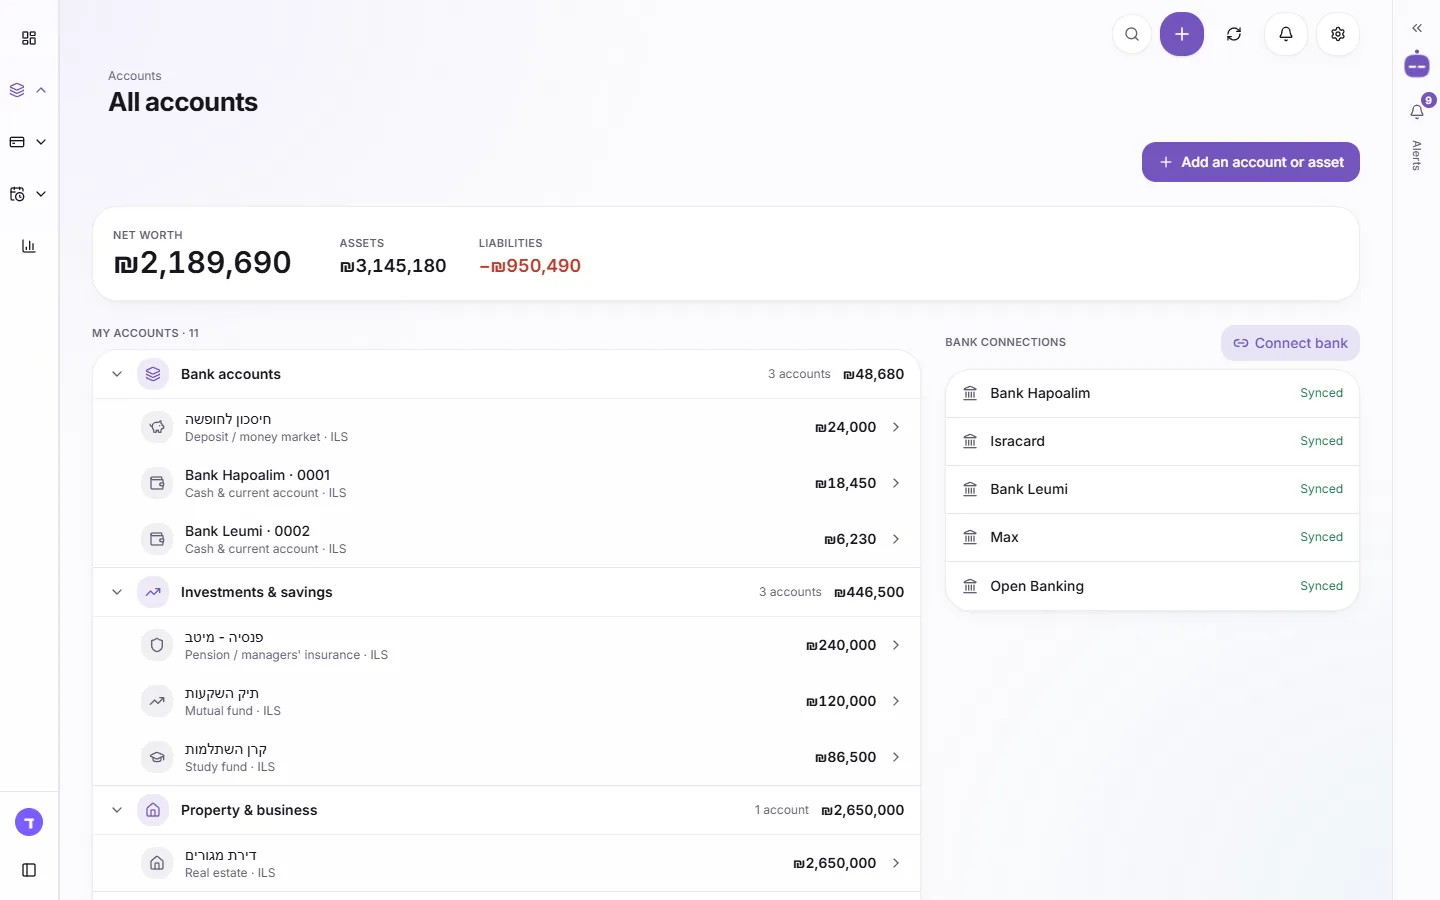 Accounts
All accounts
9
Alerts
Add an account or asset
NET WORTH
₪2,189,690
ASSETS
₪3,145,180
LIABILITIES
−₪950,490
MY ACCOUNTS · 11
Bank accounts
3 accounts ₪48,680
חיסכון לחופשה
Deposit / money market · ILS
₪24,000
Bank Hapoalim · 0001
Cash & current account · ILS
₪18,450
Bank Leumi · 0002
Cash & current account · ILS
₪6,230
Investments & savings
3 accounts ₪446,500
פנסיה - מיטב
Pension / managers' insurance · ILS
₪240,000
תיק השקעות
Mutual fund · ILS
₪120,000
קרן השתלמות
Study fund · ILS
₪86,500
Property & business
1 account ₪2,650,000
דירת מגורים
Real estate · ILS
₪2,650,000
BANK CONNECTIONS
Connect bank
Bank Hapoalim Synced
Isracard Synced
Bank Leumi Synced
Max Synced
Open Banking Synced